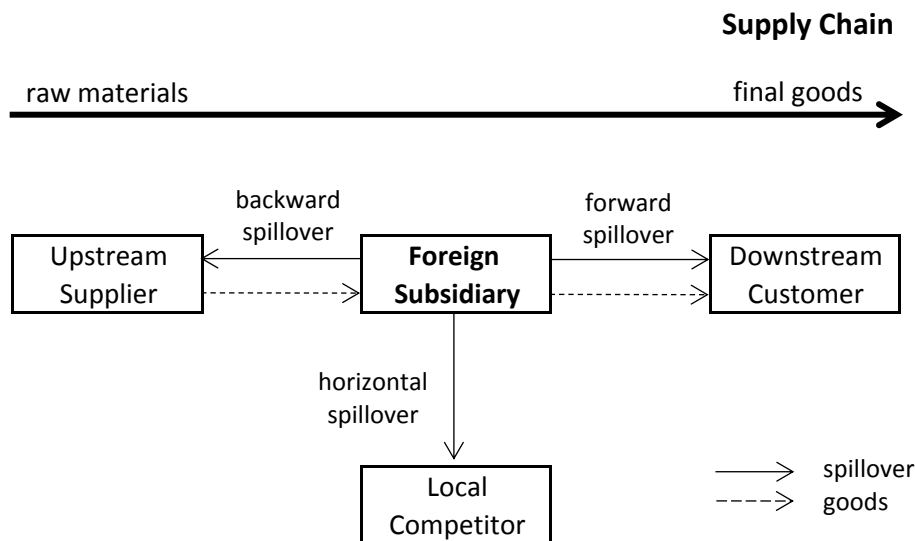 Supply Chain
raw materials
final goods
backward
spillover
forward
spillover
Upstream
Supplier
Foreign
Subsidiary
Downstream
Customer
horizontal
spillover
Local
Competitor
spillover
goods